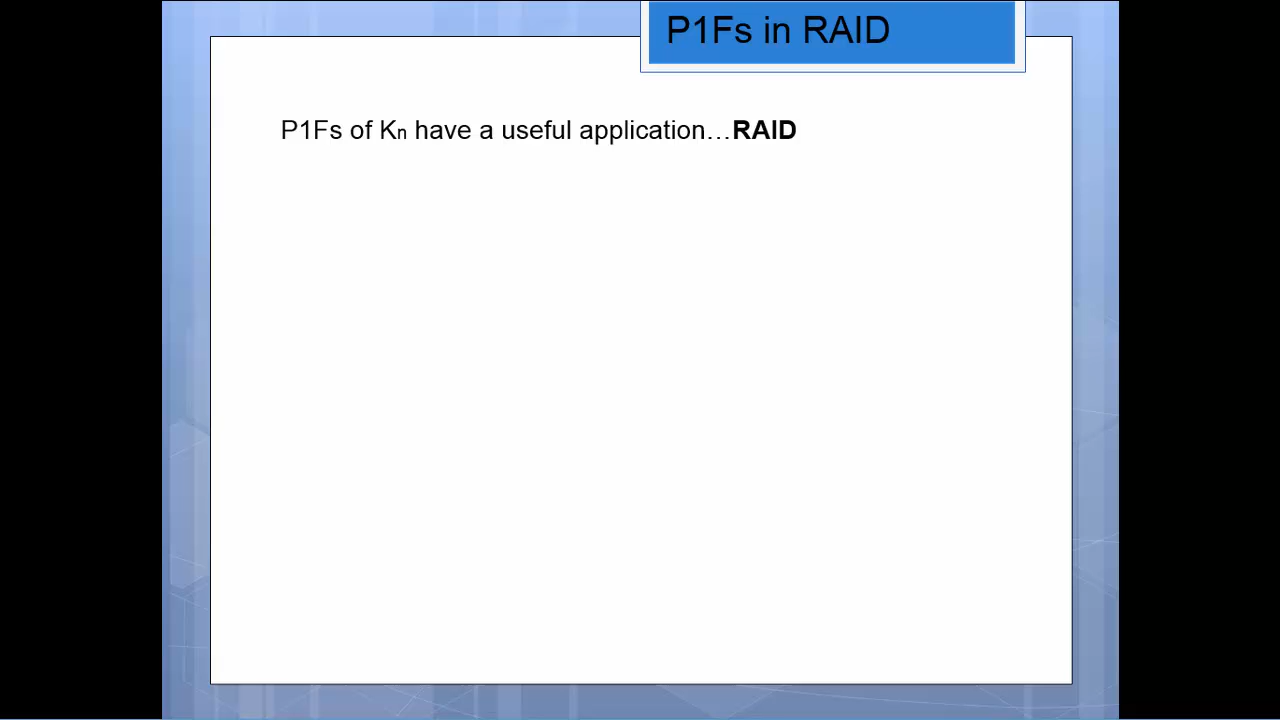 P1Fs in RAID
P1Fs of Kn have a useful application…RAID